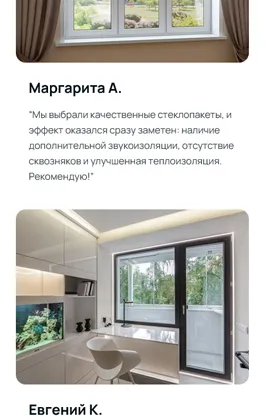 Маргарита А.
"Мы выбрали качественные стеклопакеты, и
эффект оказался сразу заметен: наличие
дополнительной звукоизоляции, отсутствие
сквозняков и улучшенная теплоизоляция.
Рекомендую!"
Евгений К.